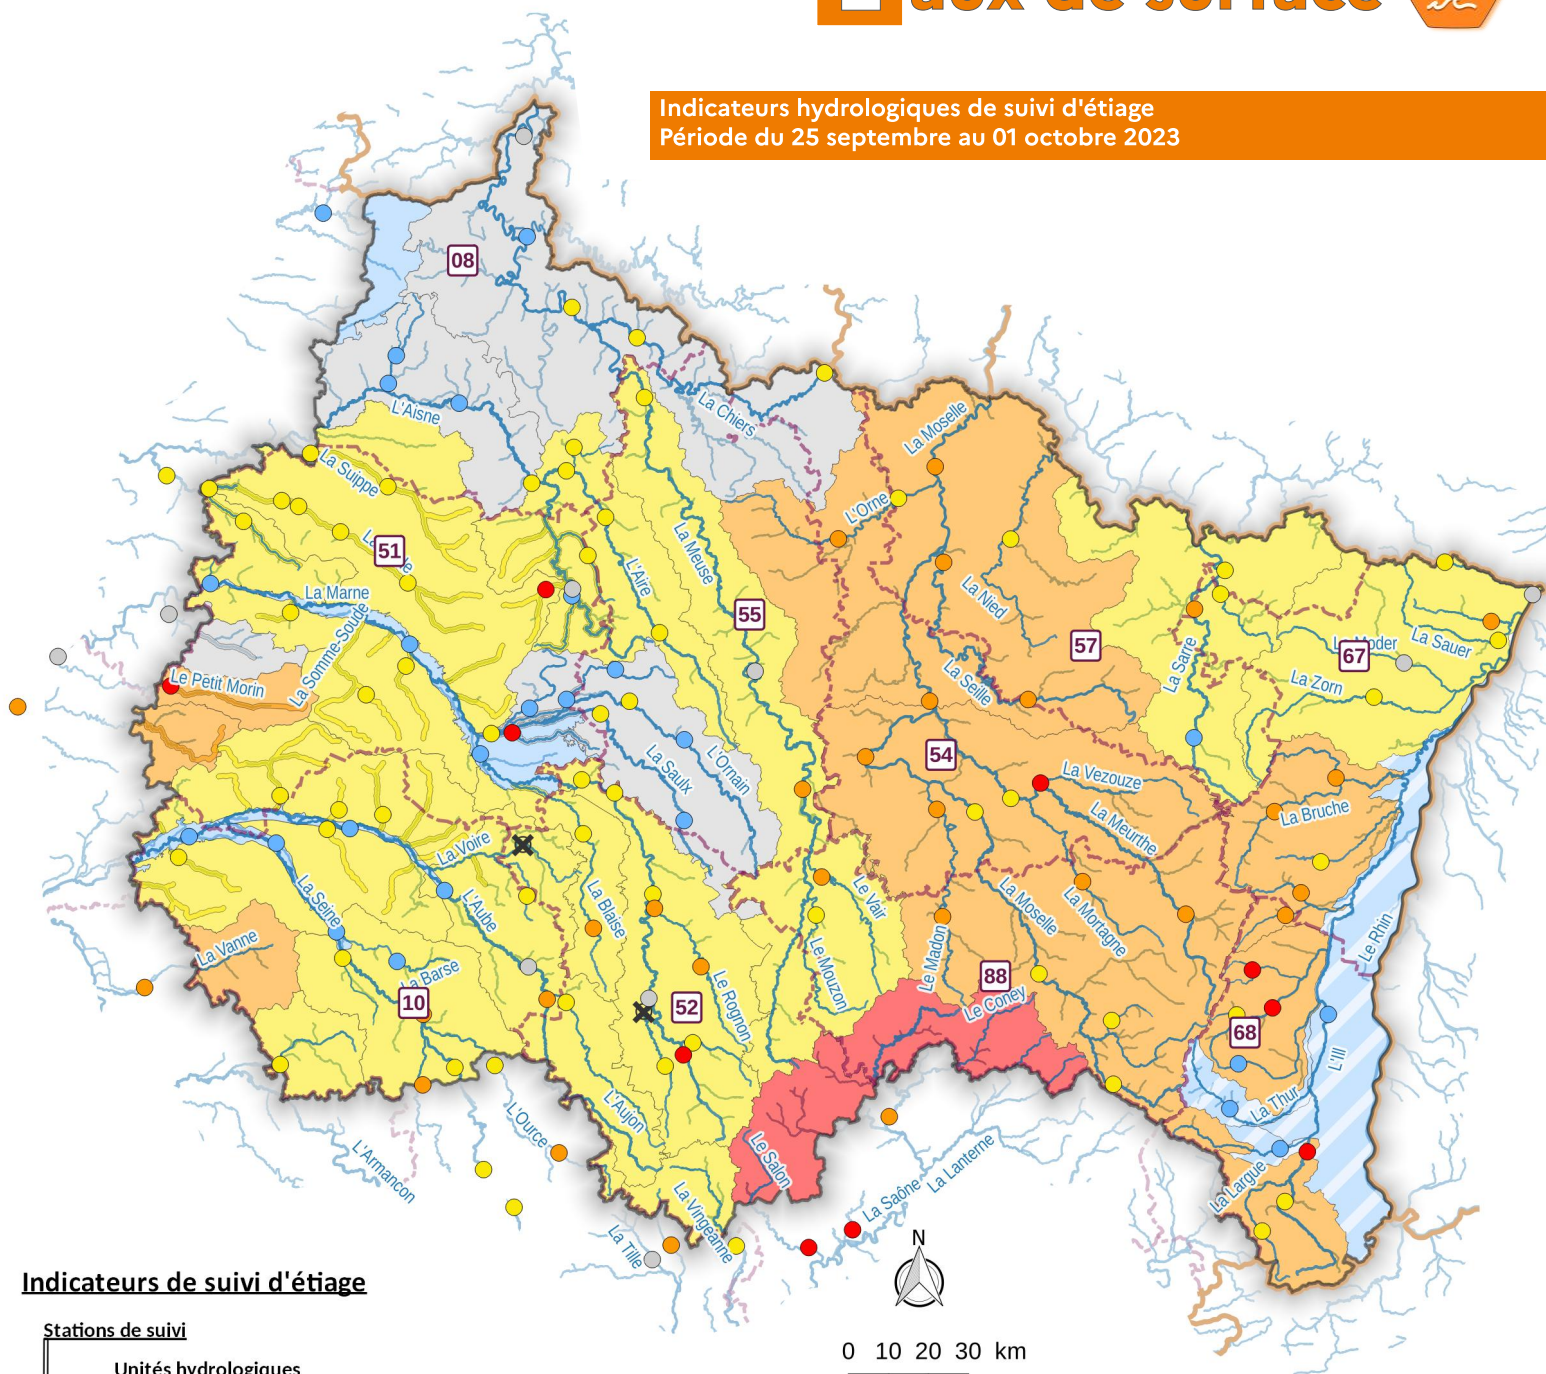 aux de surface
Indicateurs hydrologiques de suivi d'étiage
Période du 25 septembre au 01 octobre 2023
08
L'Aisne
La Chiers
La Moselle
La Suippe
L'Orne
51
La Meuse
L'Aire
La Marne
La Nied
55
57
La Somme-Soude
67
La Sauer
La Sarre
Le Petit Morin
La Seille
La Zorn
54
La Saulx
L'Ornain
La Vezouze
La Meurthe
La Bruche
La Voire
La Seine
L'Aube
La Blaise
Le Vair
La Moselle
La Mortagne
Le Rhin
La Vanne
La Barse
10
Le Mouzon
Le Madon
88
Le Coney
52
Le Rognon
68
L'Ill
La Thur
L'Aujon
L'Ource
L'Armançon
Le Salon
La Lanterne
La Saône
La Largue
La Vingeanne
La Tille
N
Indicateurs de suivi d'étiage
Stations de suivi
Unités hydrologiques
0 10 20 30 km